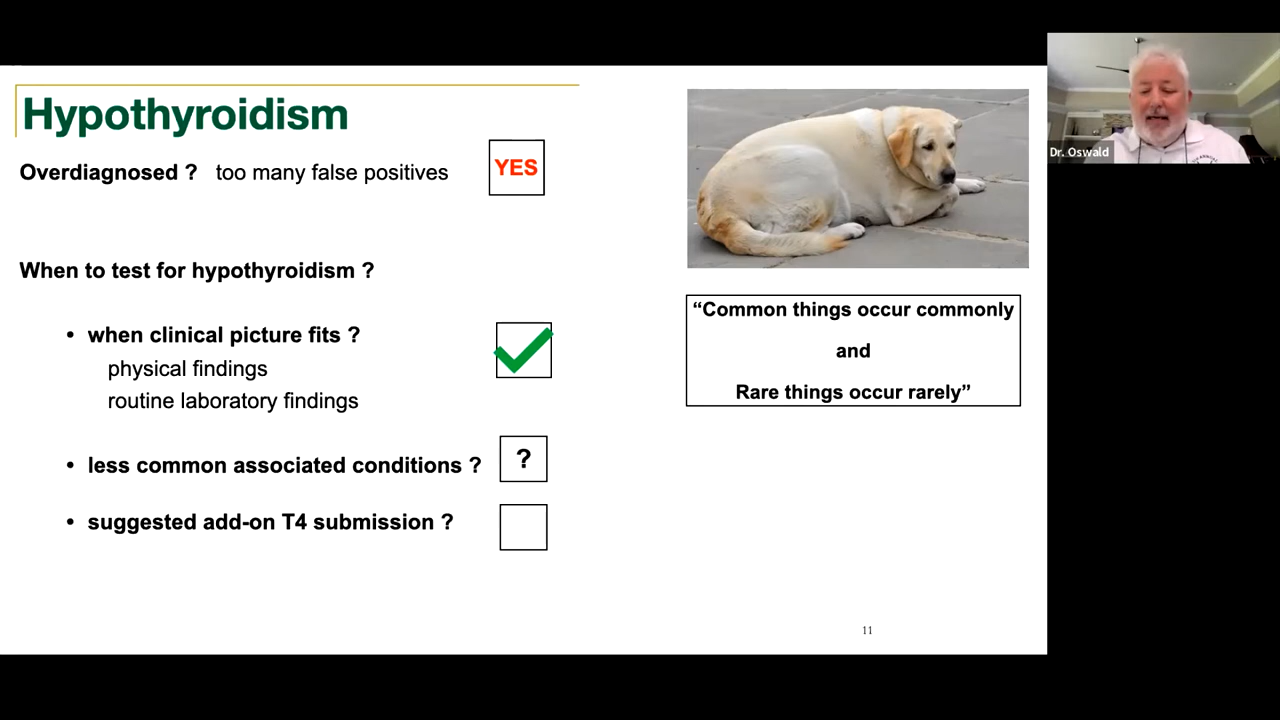 Hypothyroidism
Overdiagnosed ? too many false positives
YES
When to test for hypothyroidism ?
• when clinical picture fits ?
physical findings
routine laboratory findings
• less common associated conditions ?
?
• suggested add-on T4 submission ?
“Common things occur commonly
and
Rare things occur rarely”
11
Dr. Oswald